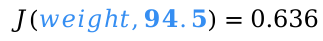 J(weight, 94.5) = 0.636